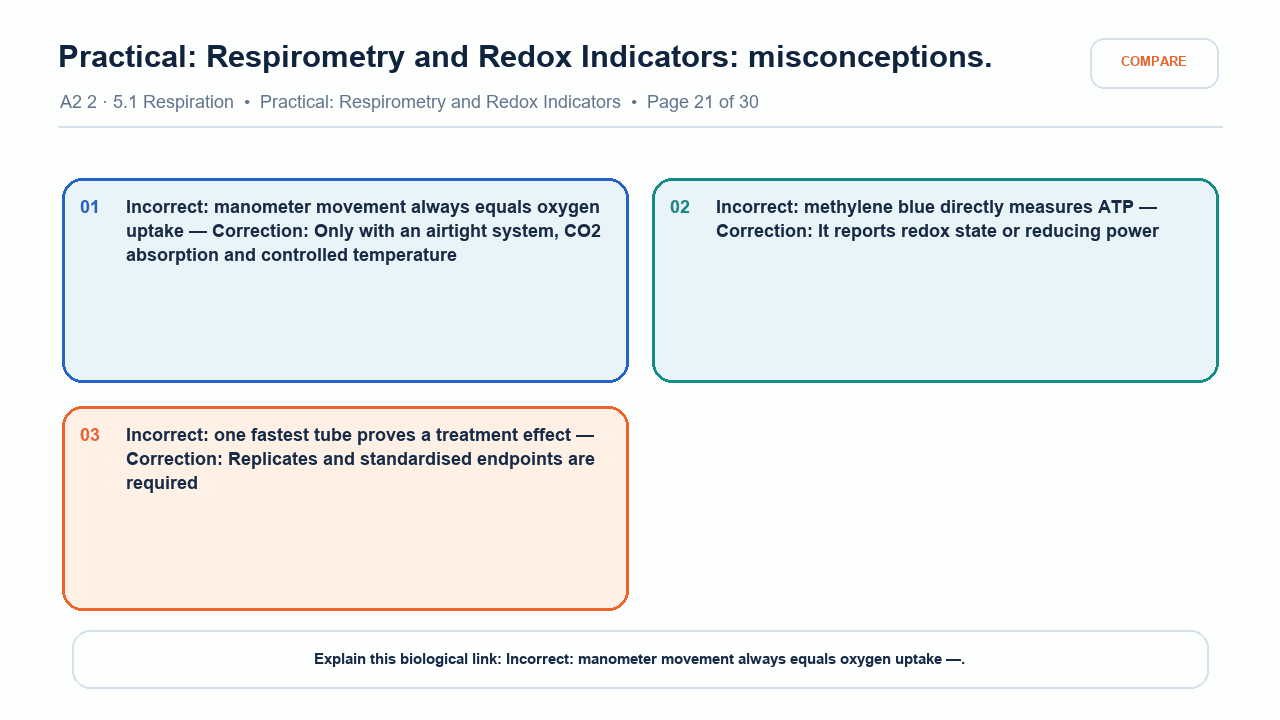 Practical: Respirometry and Redox Indicators: misconceptions.
COMPARE
A2 2 · 5.1 Respiration • Practical: Respirometry and Redox Indicators • Page 21 of 30
01
Incorrect: manometer movement always equals oxygen
uptake — Correction: Only with an airtight system, CO2
absorption and controlled temperature
02
Incorrect: methylene blue directly measures ATP —
Correction: It reports redox state or reducing power
03
Incorrect: one fastest tube proves a treatment effect —
Correction: Replicates and standardised endpoints are
required
Explain this biological link: Incorrect: manometer movement always equals oxygen uptake —.